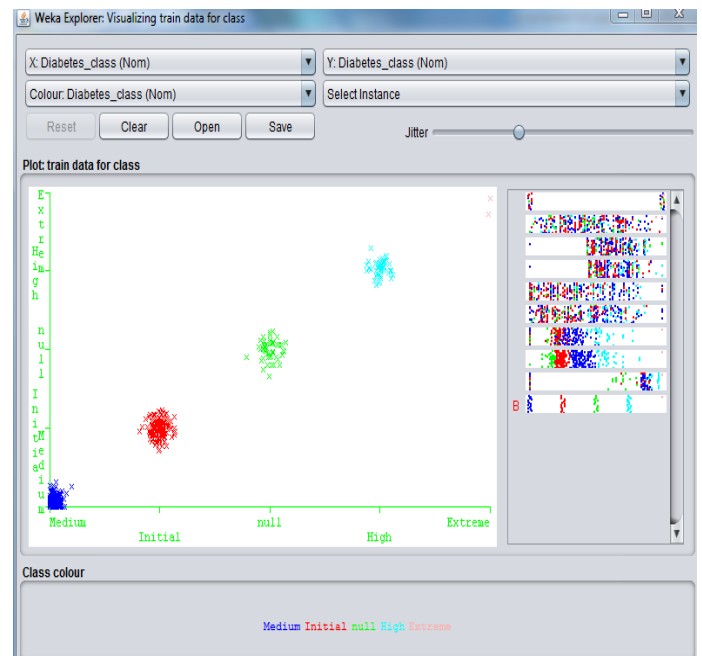 Weka Explorer: Visualizing train data for class
X: Diabetes_class (Nom) Y: Diabetes_class (Nom)
Colour: Diabetes_class (Nom) Select Instance
Reset Clear Open Save Jitter
Plot: train data for class
Extreme
High
null
Initial
Medium
Medium Initial null High Extreme
B
Class colour
Medium Initial null High Extreme